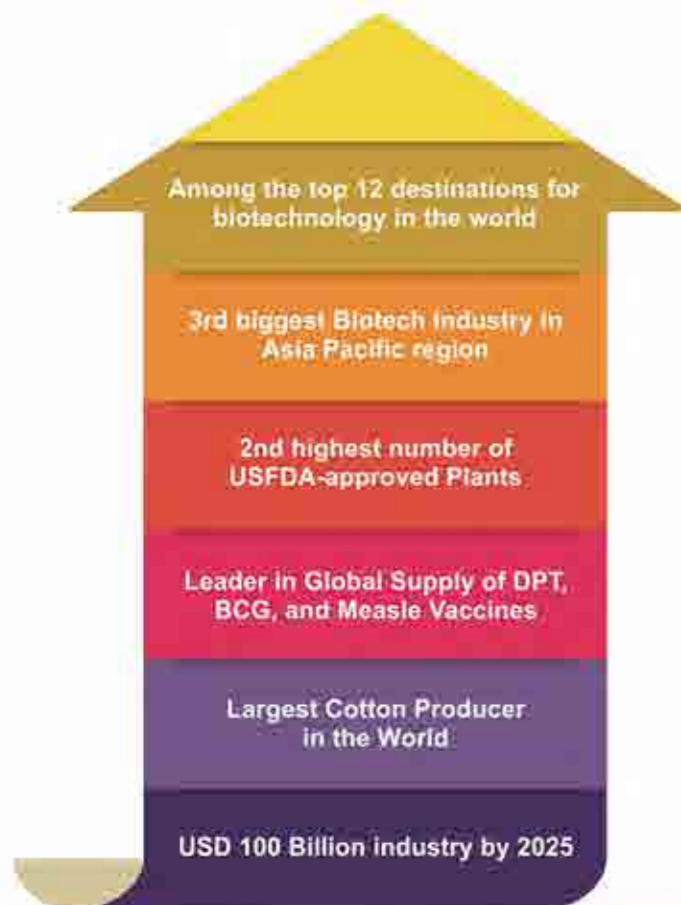 Among the top 12 destinations for
biotechnology in the world
3rd biggest Biotech Industry in
Asia Pacific region
2nd highest number of
USFDA-approved Plants
Leader in Global Supply of DPT,
BCG, and Measle Vaccines
Largest Cotton Producer
in the World
USD 100 Billion industry by 2025